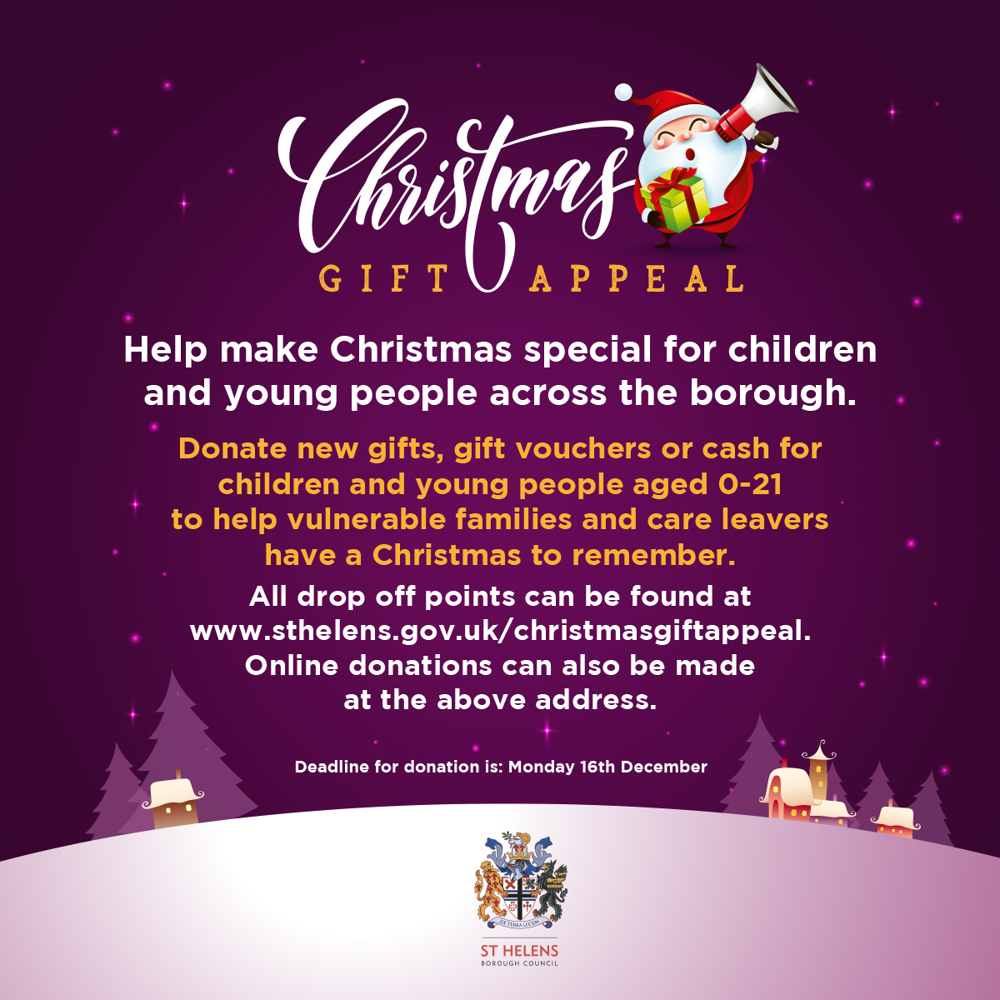 Christmas
GIFT APPEAL
Help make Christmas special for children
and young people across the borough.
Donate new gifts, gift vouchers or cash for
children and young people aged 0-21
to help vulnerable families and care leavers
have a Christmas to remember.
All drop off points can be found at
www.sthelens.gov.uk/christmasgiftappeal.
Online donations can also be made
at the above address.
Deadline for donation is: Monday 16th December
EX TERRA LUCEM
ST HELENS
BOROUGH COUNCIL